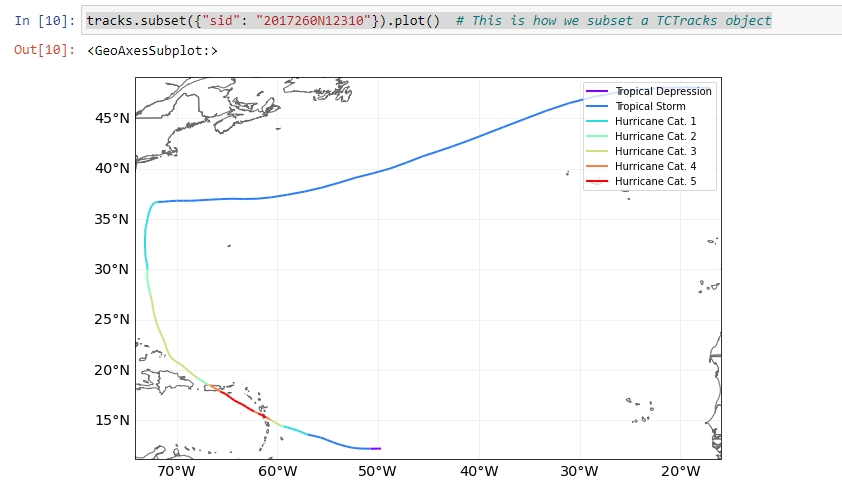 In [10]: tracks.subset({"sid": "2017260N12310"}).plot()  # This is how we subset a TCTracks object
Out[10]: <GeoAxesSubplot:>
Tropical Depression
Tropical Storm
Hurricane Cat. 1
Hurricane Cat. 2
Hurricane Cat. 3
Hurricane Cat. 4
Hurricane Cat. 5
45°N
40°N
35°N
30°N
25°N
20°N
15°N
70°W 60°W 50°W 40°W 30°W 20°W